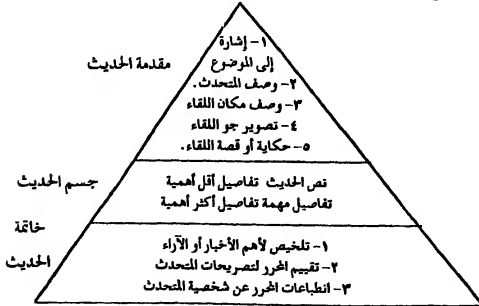 ١- إشارة
إلى الموضوع
مقدمة الحديث
٢- وصف المتحدث.
٣- وصف مكان اللقاء
٤- تصوير جو اللقاء
٥- حكاية أو قصة اللقاء.
جسم الحديث
نص الحديث تفاصيل أقل أهمية
تفاصيل مهمة تفاصيل أكثر أهمية
خاتمة
الحديث
١- تلخيص لأهم الأخبار أو الآراء
٢- تقييم المحرر لتصريحات المتحدث
٣- انطباعات المحرر عن شخصية المتحدث